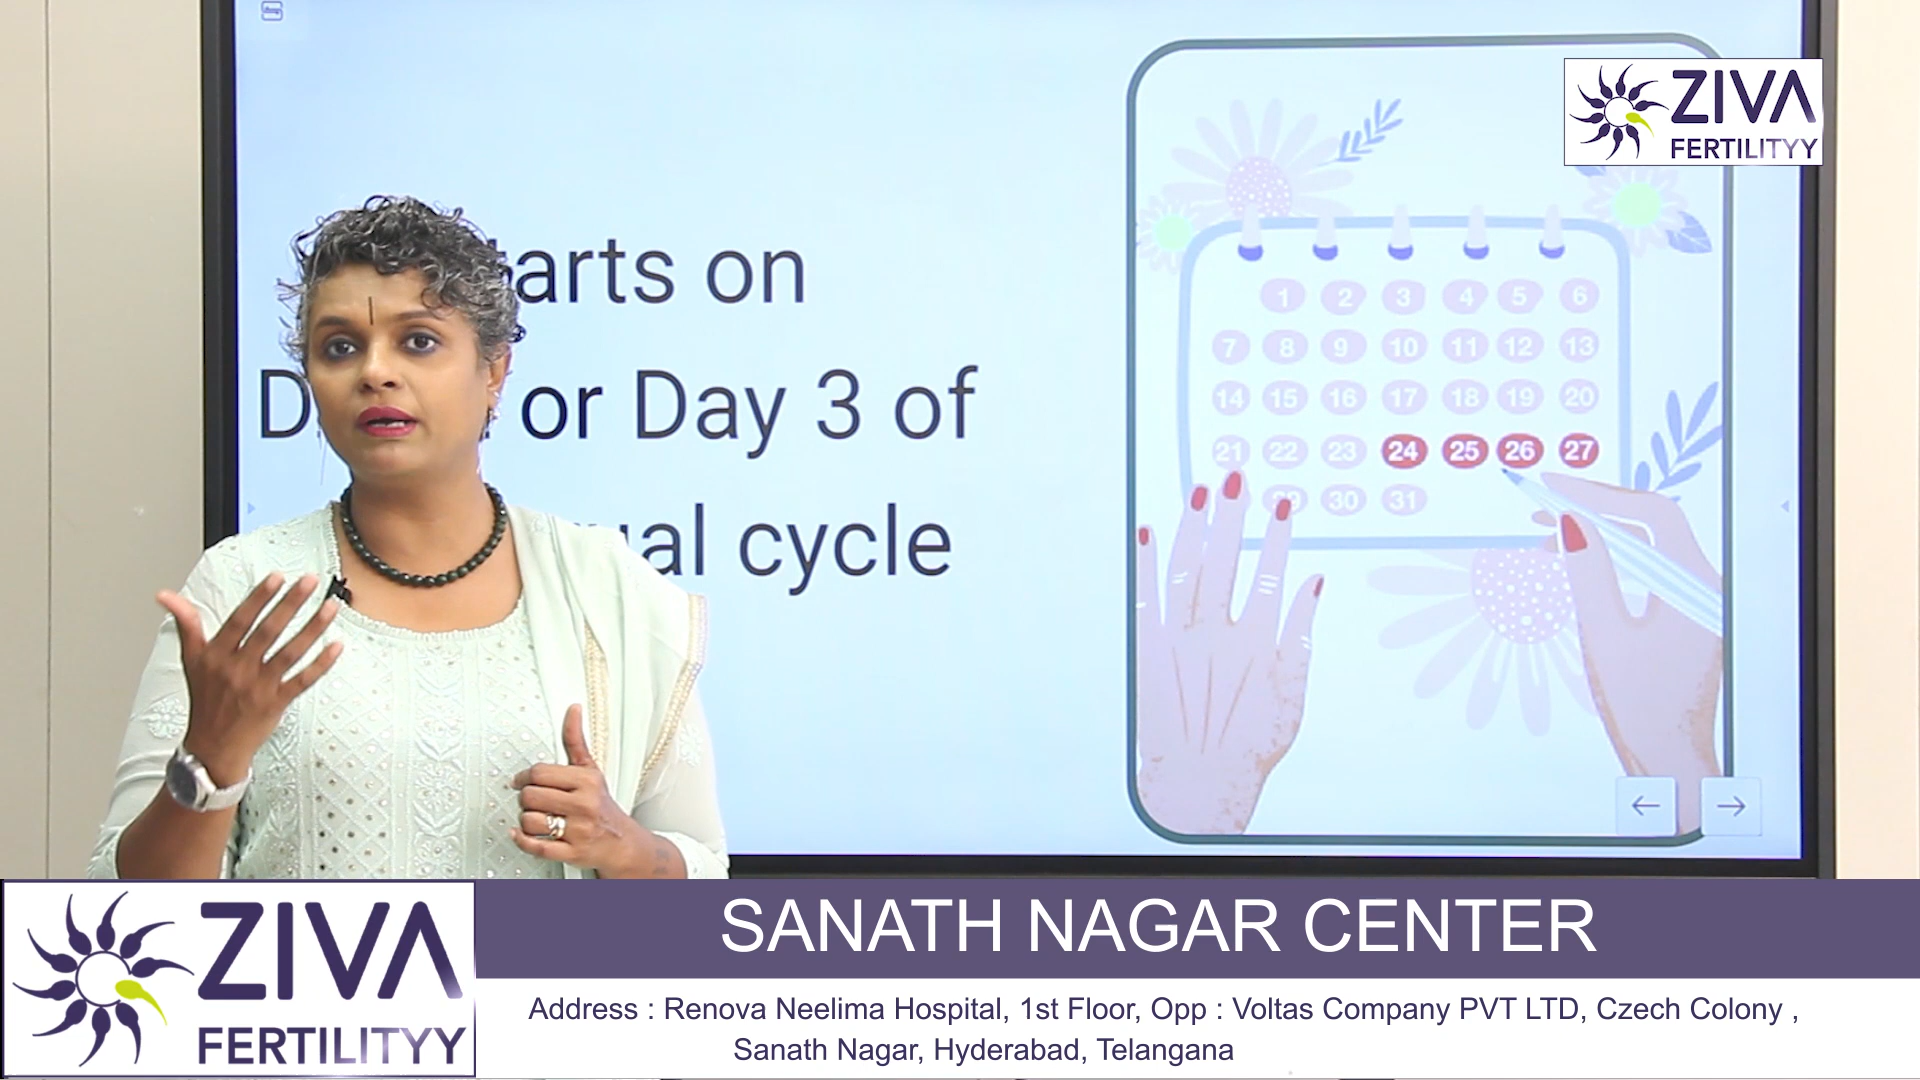 ZIVA
FERTILITYY
arts on
or Day 3 of
cycle
1 2 3 4 5 6
7 8 9 10 11 12 13
14 15 16 17 18 19 20
21 22 23 24 25 26 27
30 31
ZIVA
FERTILITYY
SANATH NAGAR CENTER
Address : Renova Neelima Hospital, 1st Floor, Opp : Voltas Company PVT LTD, Czech Colony ,
Sanath Nagar, Hyderabad, Telangana